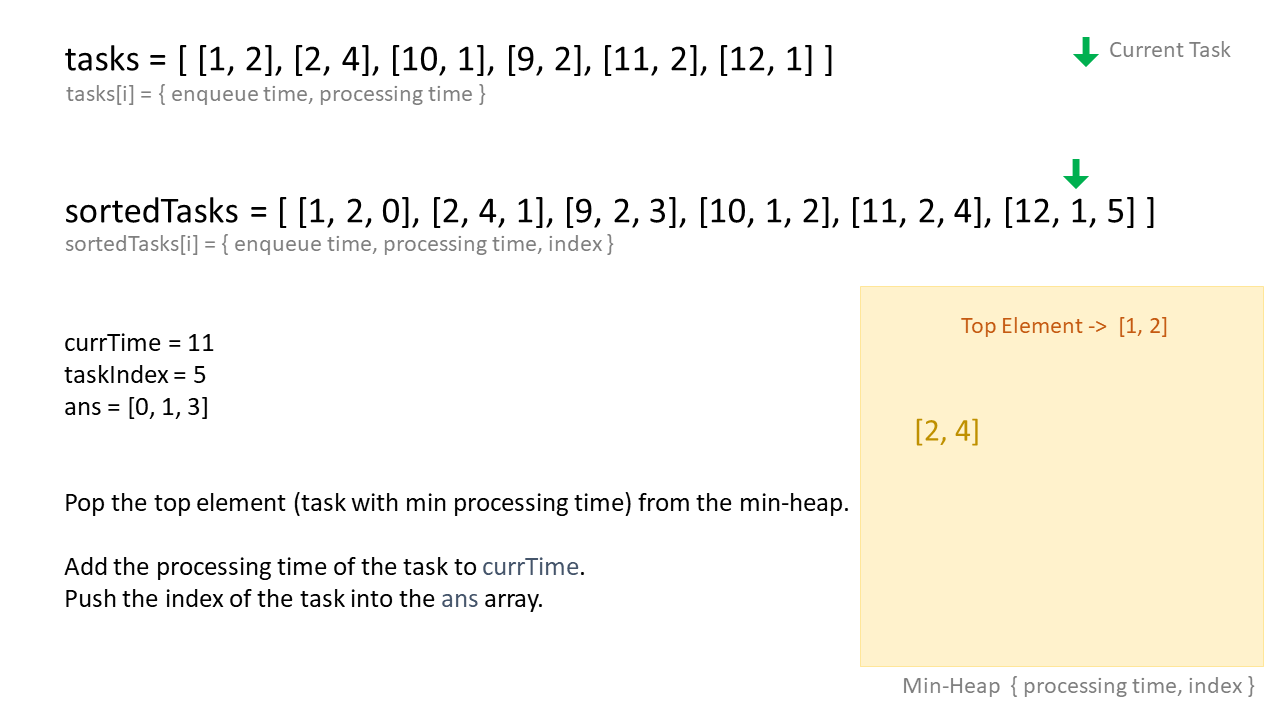 tasks = [ [1, 2], [2, 4], [10, 1], [9, 2], [11, 2], [12, 1] ]
Current Task
tasks[i] = { enqueue time, processing time }
sortedTasks = [ [1, 2, 0], [2, 4, 1], [9, 2, 3], [10, 1, 2], [11, 2, 4], [12, 1, 5] ]
sortedTasks[i] = { enqueue time, processing time, index }
currTime = 11
taskIndex = 5
ans = [0, 1, 3]
Pop the top element (task with min processing time) from the min-heap.
Add the processing time of the task to currTime.
Push the index of the task into the ans array.
Top Element -> [1, 2]
[2, 4]
Min-Heap { processing time, index }